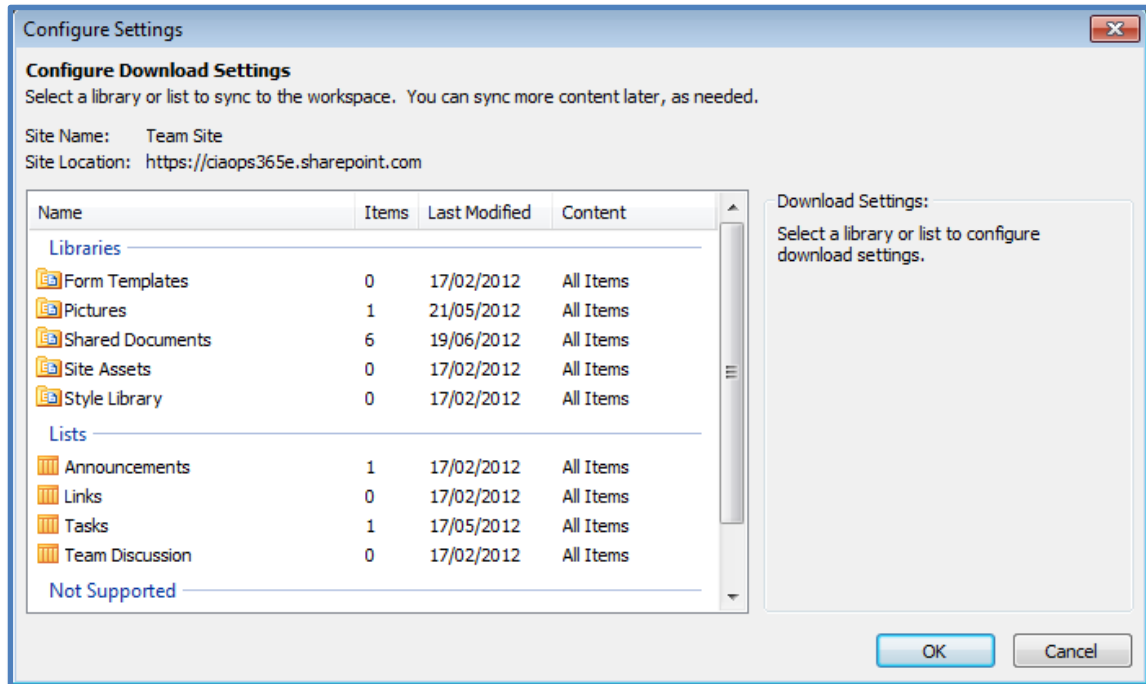 Configure Settings
Configure Download Settings
Select a library or list to sync to the workspace.  You can sync more content later, as needed.
Site Name: Team Site
Site Location: https://ciaops365e.sharepoint.com
Name Items Last Modified Content
Libraries
Form Templates 0 17/02/2012 All Items
Pictures 1 21/05/2012 All Items
Shared Documents 6 19/06/2012 All Items
Site Assets 0 17/02/2012 All Items
Style Library 0 17/02/2012 All Items
Lists
Announcements 1 17/02/2012 All Items
Links 0 17/02/2012 All Items
Tasks 1 17/05/2012 All Items
Team Discussion 0 17/02/2012 All Items
Not Supported
Download Settings:
Select a library or list to configure
download settings.
OK Cancel